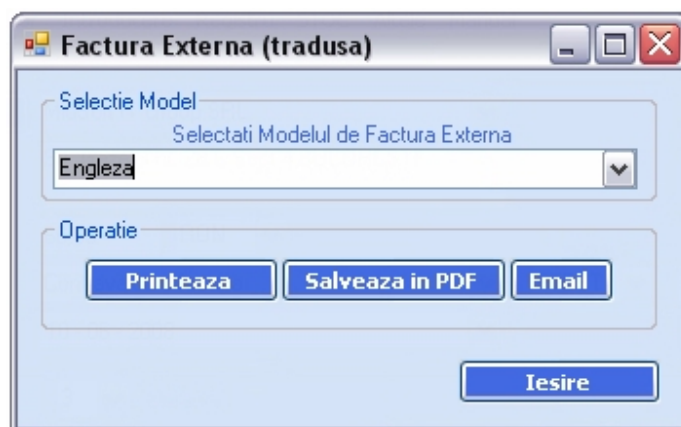 Factura Externa (tradusa)
Selectie Model
Selectati Modelul de Factura Externa
Engleza
Operatie
Printeaza Salveaza in PDF Email
Iesire